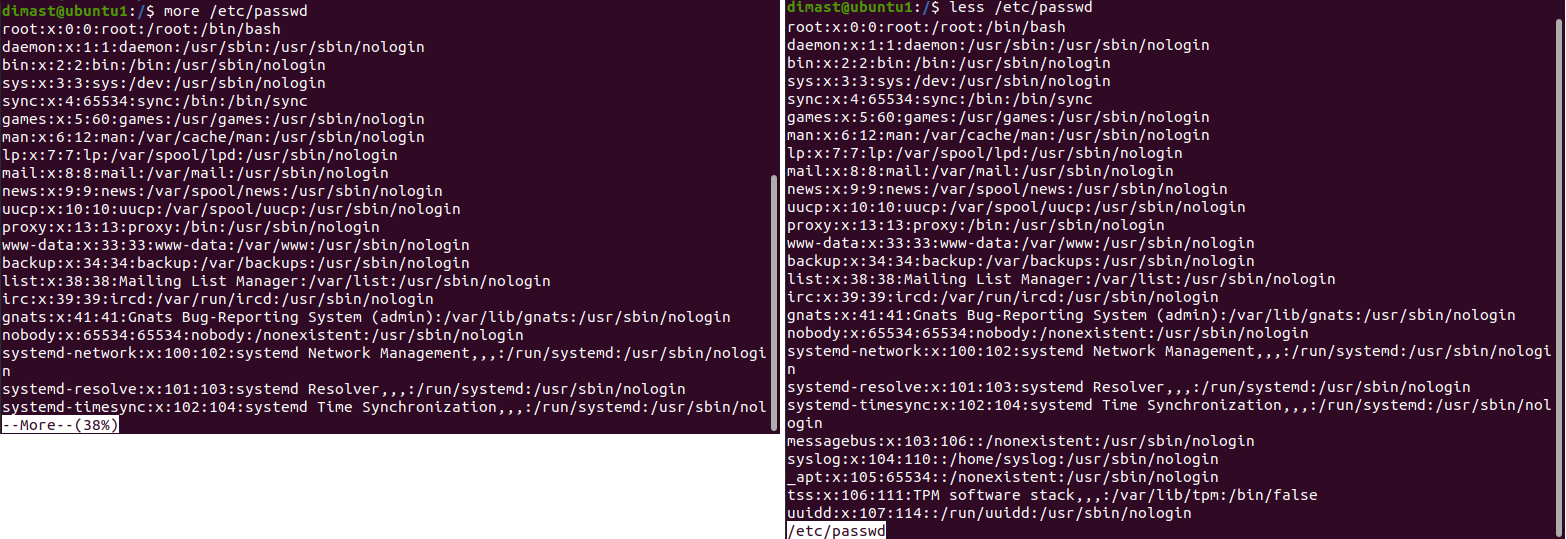 dimast@ubuntu1:/$ more /etc/passwd
root:x:0:0:root:/root:/bin/bash
daemon:x:1:1:daemon:/usr/sbin:/usr/sbin/nologin
bin:x:2:2:bin:/bin:/usr/sbin/nologin
sys:x:3:3:sys:/dev:/usr/sbin/nologin
sync:x:4:65534:sync:/bin:/bin/sync
games:x:5:60:games:/usr/games:/usr/sbin/nologin
man:x:6:12:man:/var/cache/man:/usr/sbin/nologin
lp:x:7:7:lp:/var/spool/lpd:/usr/sbin/nologin
mail:x:8:8:mail:/var/mail:/usr/sbin/nologin
news:x:9:9:news:/var/spool/news:/usr/sbin/nologin
uucp:x:10:10:uucp:/var/spool/uucp:/usr/sbin/nologin
proxy:x:13:13:proxy:/bin:/usr/sbin/nologin
www-data:x:33:33:www-data:/var/www:/usr/sbin/nologin
backup:x:34:34:backup:/var/backups:/usr/sbin/nologin
list:x:38:38:Mailing List Manager:/var/list:/usr/sbin/nologin
irc:x:39:39:ircd:/var/run/ircd:/usr/sbin/nologin
gnats:x:41:41:Gnats Bug-Reporting System (admin):/var/lib/gnats:/usr/sbin/nologin
nobody:x:65534:65534:nobody:/nonexistent:/usr/sbin/nologin
systemd-network:x:100:102:systemd Network Management,,,:/run/systemd:/usr/sbin/nologi
n
systemd-resolve:x:101:103:systemd Resolver,,,:/run/systemd:/usr/sbin/nologin
systemd-timesync:x:102:104:systemd Time Synchronization,,,:/run/systemd:/usr/sbin/nol
--More--(38%)
dimast@ubuntu1:/$ less /etc/passwd
root:x:0:0:root:/root:/bin/bash
daemon:x:1:1:daemon:/usr/sbin:/usr/sbin/nologin
bin:x:2:2:bin:/bin:/usr/sbin/nologin
sys:x:3:3:sys:/dev:/usr/sbin/nologin
sync:x:4:65534:sync:/bin:/bin/sync
games:x:5:60:games:/usr/games:/usr/sbin/nologin
man:x:6:12:man:/var/cache/man:/usr/sbin/nologin
lp:x:7:7:lp:/var/spool/lpd:/usr/sbin/nologin
mail:x:8:8:mail:/var/mail:/usr/sbin/nologin
news:x:9:9:news:/var/spool/news:/usr/sbin/nologin
uucp:x:10:10:uucp:/var/spool/uucp:/usr/sbin/nologin
proxy:x:13:13:proxy:/bin:/usr/sbin/nologin
www-data:x:33:33:www-data:/var/www:/usr/sbin/nologin
backup:x:34:34:backup:/var/backups:/usr/sbin/nologin
list:x:38:38:Mailing List Manager:/var/list:/usr/sbin/nologin
irc:x:39:39:ircd:/var/run/ircd:/usr/sbin/nologin
gnats:x:41:41:Gnats Bug-Reporting System (admin):/var/lib/gnats:/usr/sbin/nologin
nobody:x:65534:65534:nobody:/nonexistent:/usr/sbin/nologin
systemd-network:x:100:102:systemd Network Management,,,:/run/systemd:/usr/sbin/nologi
n
systemd-resolve:x:101:103:systemd Resolver,,,:/run/systemd:/usr/sbin/nologin
systemd-timesync:x:102:104:systemd Time Synchronization,,,:/run/systemd:/usr/sbin/nol
ogin
messagebus:x:103:106::/nonexistent:/usr/sbin/nologin
syslog:x:104:110::/home/syslog:/usr/sbin/nologin
_apt:x:105:65534::/nonexistent:/usr/sbin/nologin
tss:x:106:111:TPM software stack,,,:/var/lib/tpm:/bin/false
uuidd:x:107:114::/run/uuidd:/usr/sbin/nologin
/etc/passwd